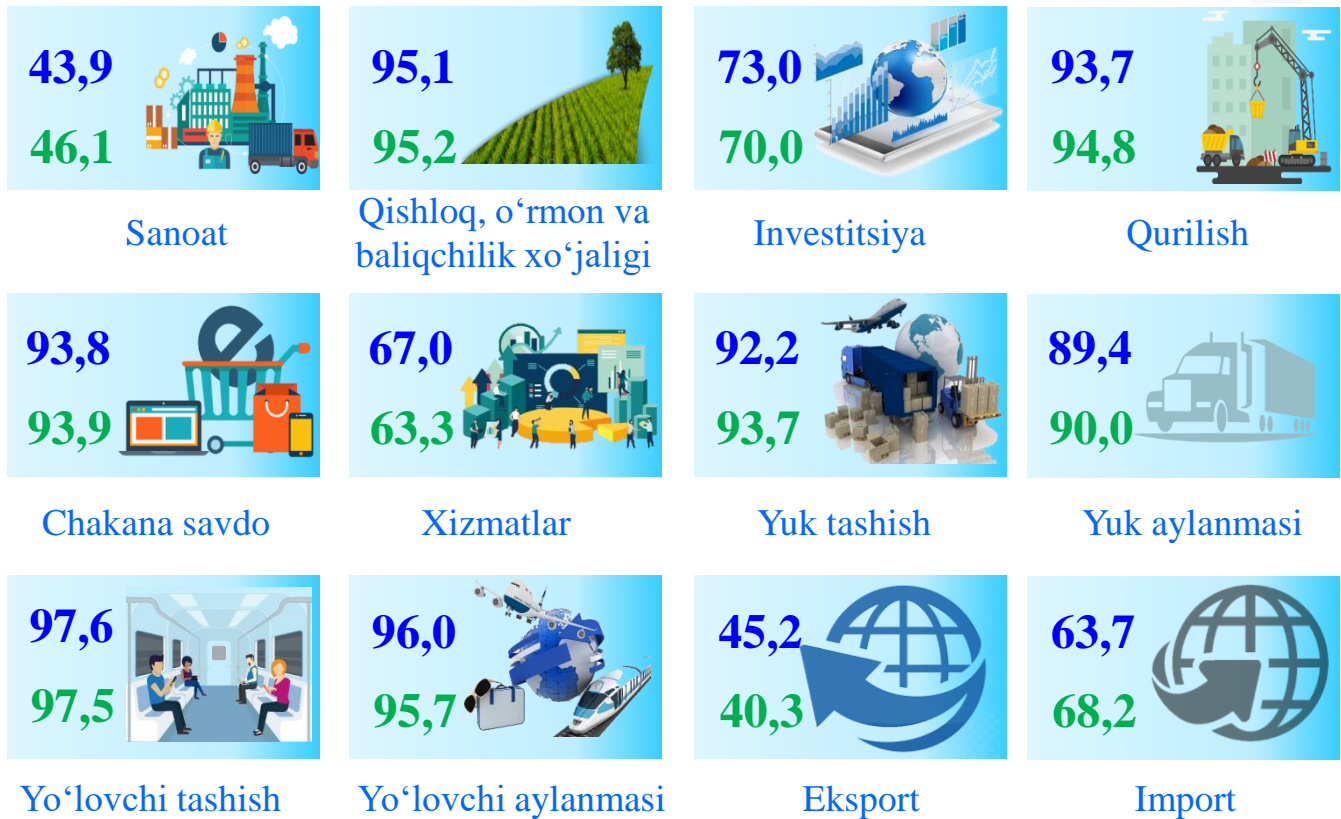 43,9
46,1
Sanoat
95,1
95,2
Qishloq, o‘rmon va
baliqchilik xo‘jaligi
73,0
70,0
Investitsiya
93,7
94,8
Qurilish
93,8
93,9
Chakana savdo
67,0
63,3
Xizmatlar
92,2
93,7
Yuk tashish
89,4
90,0
Yuk aylanmasi
97,6
97,5
Yo‘lovchi tashish
96,0
95,7
Yo‘lovchi aylanmasi
45,2
40,3
Eksport
63,7
68,2
Import